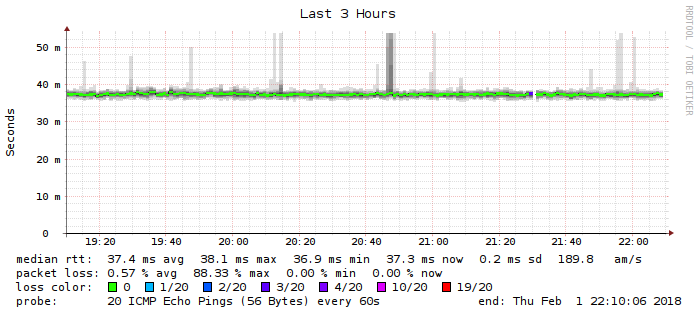 Last 3 Hours
RRDTOOL / TOBI OETIKER
Seconds
50 m
40 m
30 m
20 m
10 m
0
19:20 19:40 20:00 20:20 20:40 21:00 21:20 21:40 22:00
median rtt: 37.4 ms avg 38.1 ms max 36.9 ms min 37.3 ms now 0.2 ms sd 189.8 am/s
packet loss: 0.57 % avg 88.33 % max 0.00 % min 0.00 % now
loss color: 0 1/20 2/20 3/20 4/20 10/20 19/20
probe: 20 ICMP Echo Pings (56 Bytes) every 60s end: Thu Feb 1 22:10:06 2018